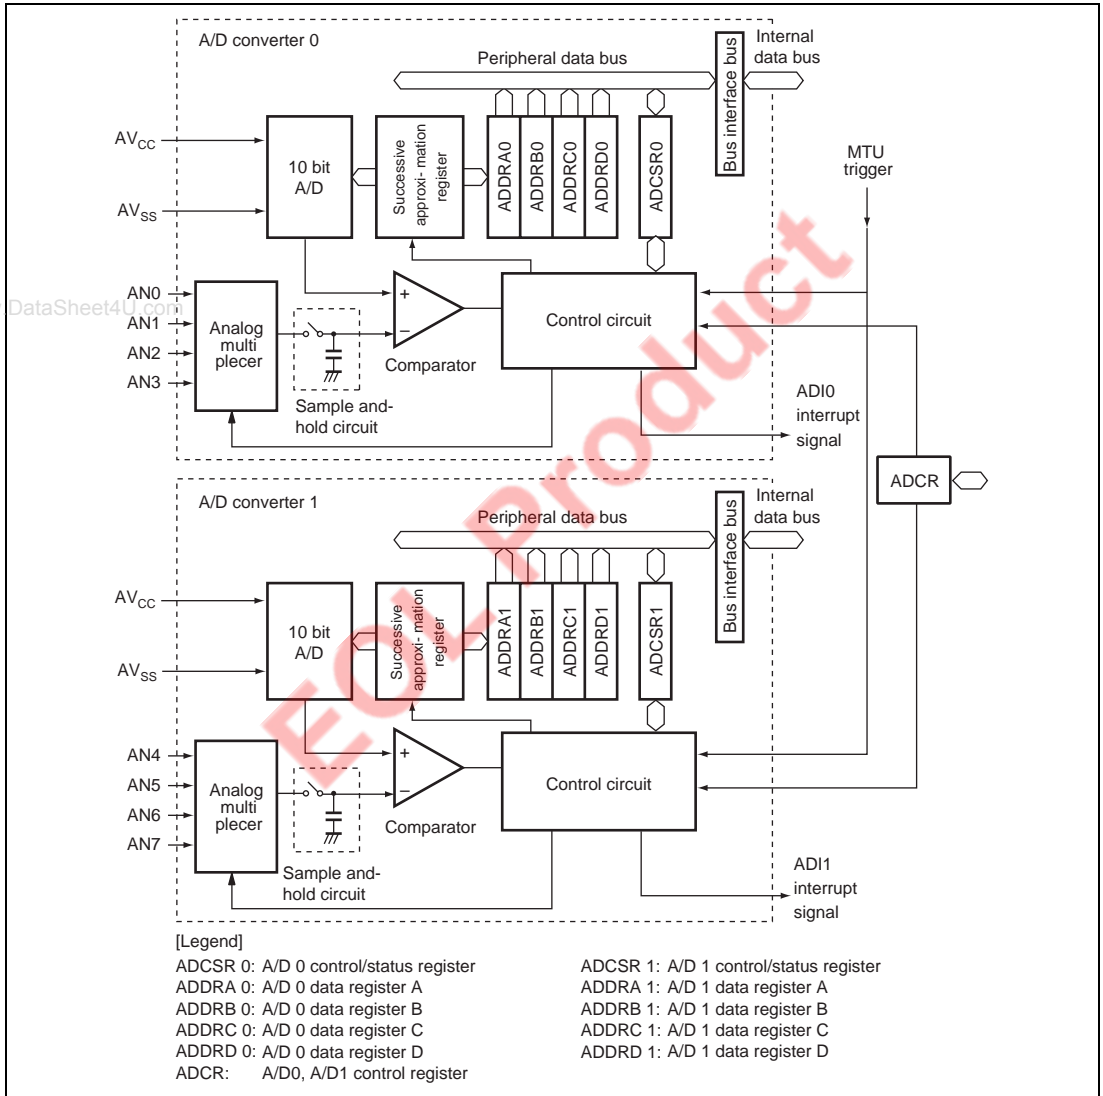 A/D converter 0
Peripheral data bus
Bus interface bus
Internal
data bus
AVCC
AVSS
10 bit
A/D
Successive
approxi- mation
register
ADDRA0
ADDRB0
ADDRC0
ADDRD0
ADCSR0
MTU
trigger
DataSheet4U.com
AN0
AN1
AN2
AN3
Analog
multi
plecer
Sample and-
hold circuit
+
−
Comparator
Control circuit
ADI0
interrupt
signal
ADCR
A/D converter 1
Peripheral data bus
Bus interface bus
Internal
data bus
AVCC
AVSS
10 bit
A/D
Successive
approxi- mation
register
ADDRA1
ADDRB1
ADDRC1
ADDRD1
ADCSR1
AN4
AN5
AN6
AN7
Analog
multi
plecer
Sample and-
hold circuit
+
−
Comparator
Control circuit
ADI1
interrupt
signal
EOL Product
[Legend]
ADCSR 0: A/D 0 control/status register
ADDRA 0: A/D 0 data register A
ADDRB 0: A/D 0 data register B
ADDRC 0: A/D 0 data register C
ADDRD 0: A/D 0 data register D
ADCR: A/D0, A/D1 control register
ADCSR 1: A/D 1 control/status register
ADDRA 1: A/D 1 data register A
ADDRB 1: A/D 1 data register B
ADDRC 1: A/D 1 data register C
ADDRD 1: A/D 1 data register D